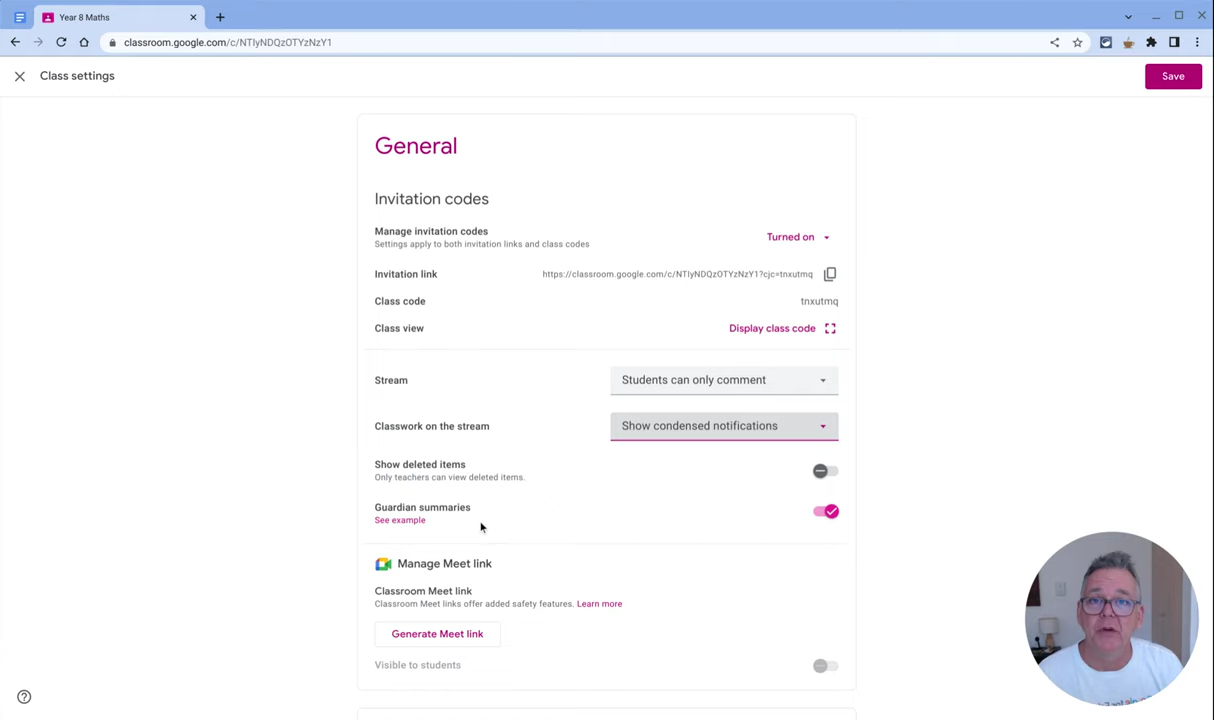 Year 8 Maths
classroom.google.com/c/NTIyNDQzOTYzNzY1
Class settings
Save
General
Invitation codes
Manage invitation codes
Settings apply to both invitation links and class codes
Turned on
Invitation link
https://classroom.google.com/c/NTIyNDQzOTYzNzY1?cjc=tnxutmq
Class code
tnxutmq
Class view
Display class code
Stream
Students can only comment
Classwork on the stream
Show condensed notifications
Show deleted items
Only teachers can view deleted items.
Guardian summaries
See example
Manage Meet link
Classroom Meet link
Classroom Meet links offer added safety features. Learn more
Generate Meet link
Visible to students